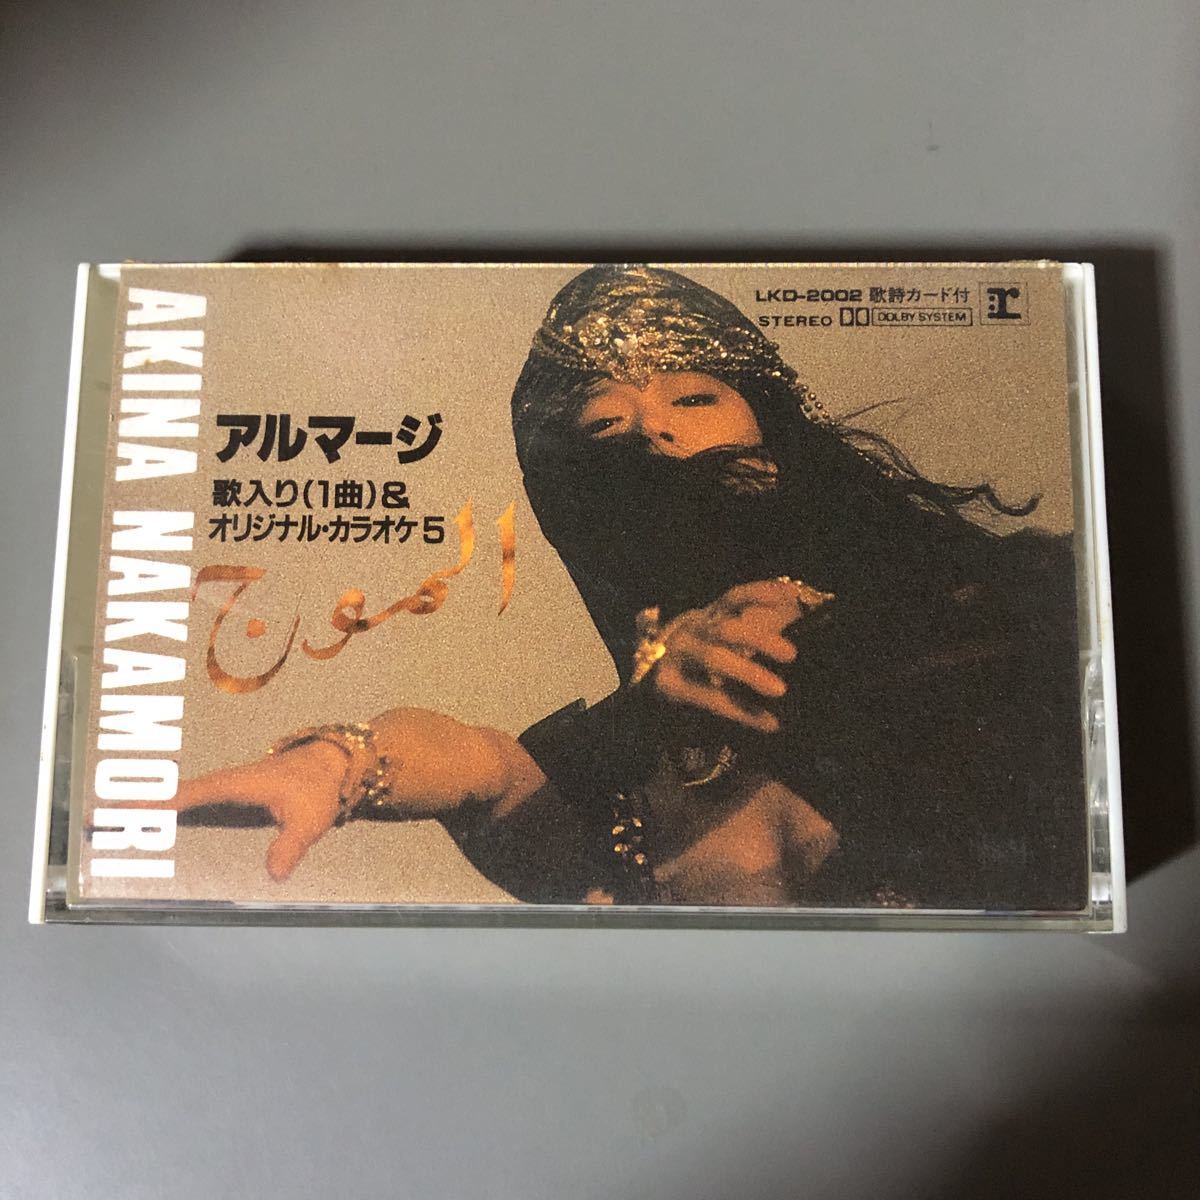 AKINA NAKAMORI
LKD-2002 歌詩カード付
STEREO DOLBY SYSTEM
アルマージ
歌入り(1曲)&
オリジナル・カラオケ5
الموج